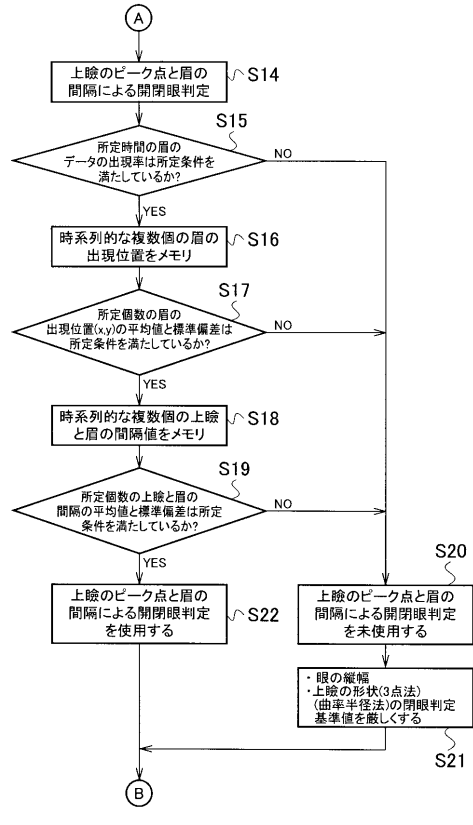 A
上瞼のピーク点と眉の
間隔による開閉眼判定
S14
S15
所定時間の眉の
データの出現率は所定条件を
満たしているか?
NO
YES
時系列的な複数個の眉の
出現位置をメモリ
S16
S17
所定個数の眉の
出現位置(x,y)の平均値と標準偏差は
所定条件を満たしているか?
NO
YES
時系列的な複数個の上瞼
と眉の間隔値をメモリ
S18
S19
所定個数の上瞼と眉の
間隔の平均値と標準偏差は所定
条件を満たしているか?
NO
YES
上瞼のピーク点と眉の
間隔による開閉眼判定
を使用する
S22
S20
上瞼のピーク点と眉の
間隔による開閉眼判定
を未使用する
・眼の縦幅
・上瞼の形状(3点法)
(曲率半径法)の閉眼判定
基準値を厳しくする
S21
B